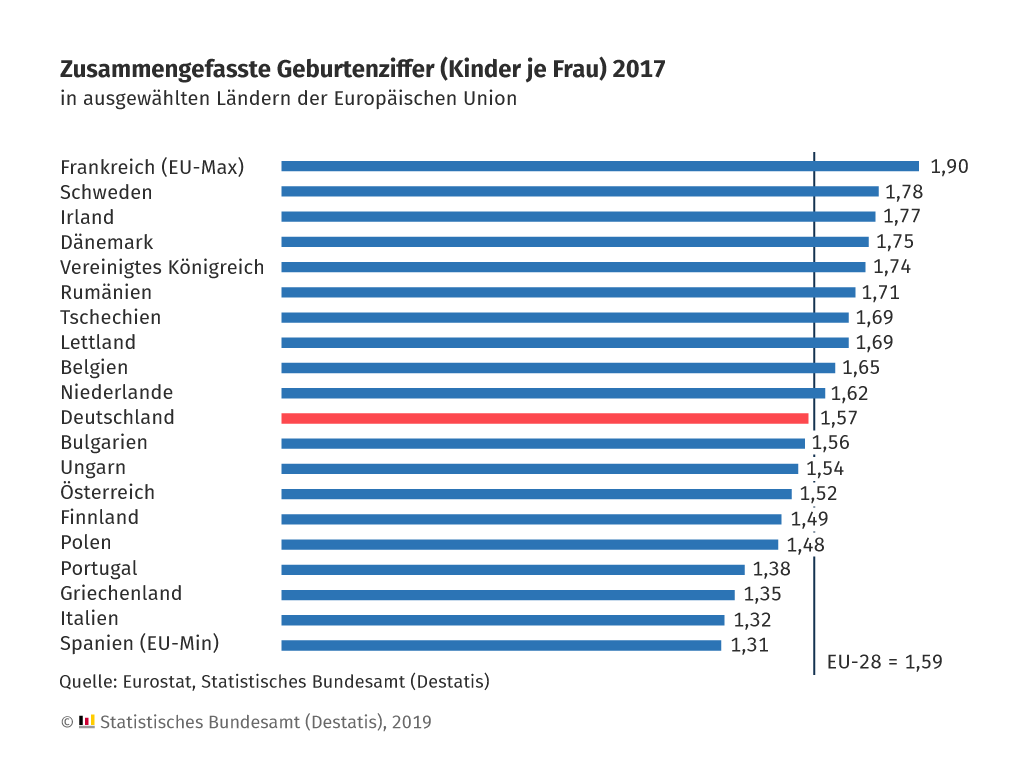 Zusammengefasste Geburtenziffer (Kinder je Frau) 2017
in ausgewählten Ländern der Europäischen Union
Frankreich (EU-Max) 1,90
Schweden 1,78
Irland 1,77
Dänemark 1,75
Vereinigtes Königreich 1,74
Rumänien 1,71
Tschechien 1,69
Lettland 1,69
Belgien 1,65
Niederlande 1,62
Deutschland 1,57
Bulgarien 1,56
Ungarn 1,54
Österreich 1,52
Finnland 1,49
Polen 1,48
Portugal 1,38
Griechenland 1,35
Italien 1,32
Spanien (EU-Min) 1,31
EU-28 = 1,59
Quelle: Eurostat, Statistisches Bundesamt (Destatis)
© Statistisches Bundesamt (Destatis), 2019